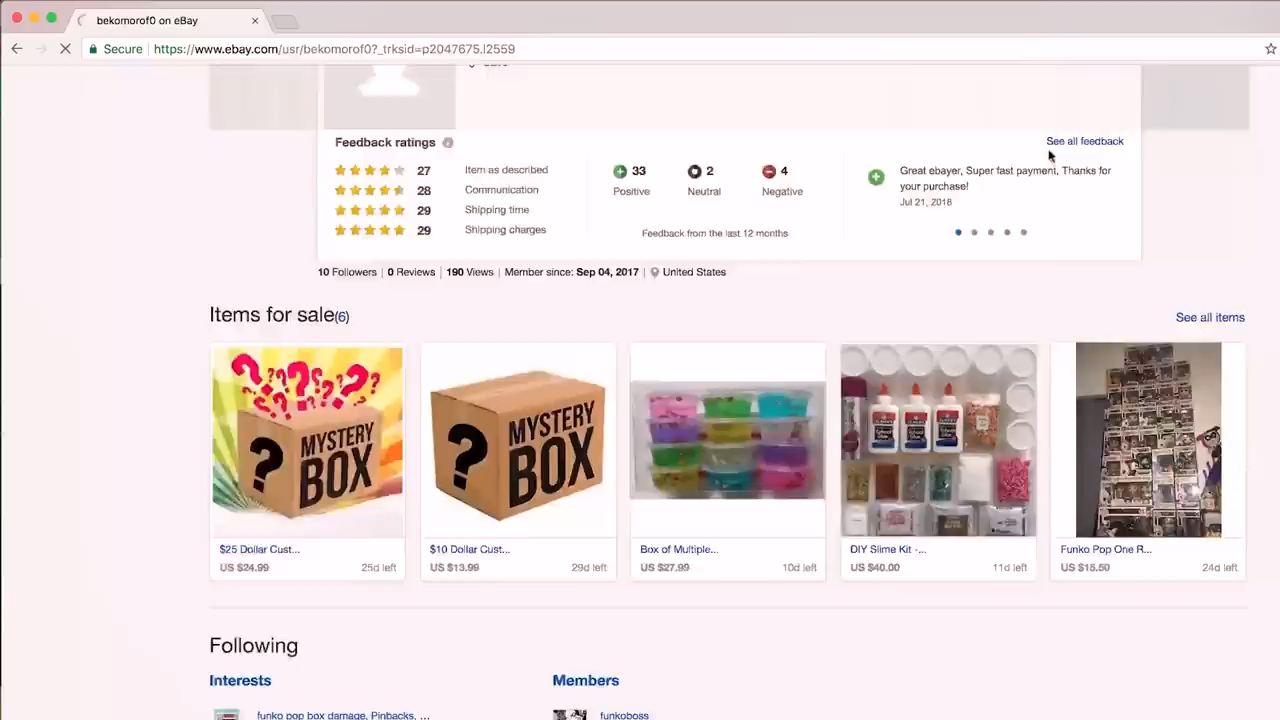 bekomorof0 on eBay
Secure https://www.ebay.com/usr/bekomorof0?_trksid=p2047675.l2559
Feedback ratings
See all feedback
27 Item as described
28 Communication
29 Shipping time
29 Shipping charges
33 Positive
2 Neutral
4 Negative
Feedback from the last 12 months
Great ebayer, Super fast payment, Thanks for
your purchase!
Jul 21, 2018
10 Followers | 0 Reviews | 190 Views | Member since: Sep 04, 2017 | United States
Items for sale(6)
See all items
? MYSTERY
BOX
? MYSTERY
BOX
$25 Dollar Cust...
US $24.99 25d left
$10 Dollar Cust...
US $13.99 29d left
Box of Multiple...
US $27.99 10d left
DIY Slime Kit -...
US $40.00 11d left
Funko Pop One R...
US $15.50 24d left
Following
Interests
Members
funko pop box damage, Pinbacks, ...
funkoboss